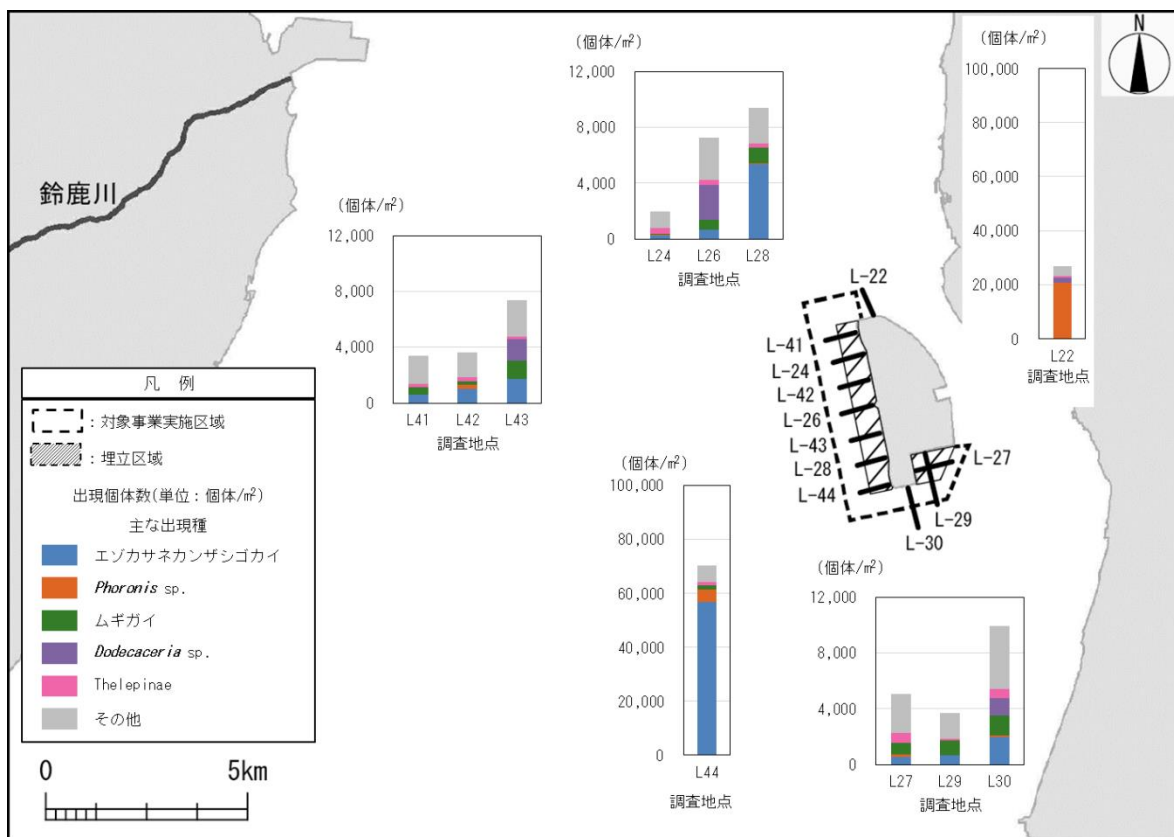 鈴鹿川
(個体/㎡)
12,000
8,000
4,000
0
L24 L26 L28
調査地点
(個体/㎡)
100,000
80,000
60,000
40,000
20,000
0
L22
調査地点
N
(個体/㎡)
12,000
8,000
4,000
0
L41 L42 L43
調査地点
L-22
L-41
L-24
L-42
L-26
L-43
L-28
L-44
L-27
L-29
L-30
凡 例
:対象事業実施区域
:埋立区域
出現個体数(単位:個体/㎡)
主な出現種
エゾカサネカンザシゴカイ
Phoronis sp.
ムギガイ
Dodecaceria sp.
Thelepinae
その他
0 5km
(個体/㎡)
100,000
80,000
60,000
40,000
20,000
0
L44
調査地点
(個体/㎡)
12,000
8,000
4,000
0
L27 L29 L30
調査地点